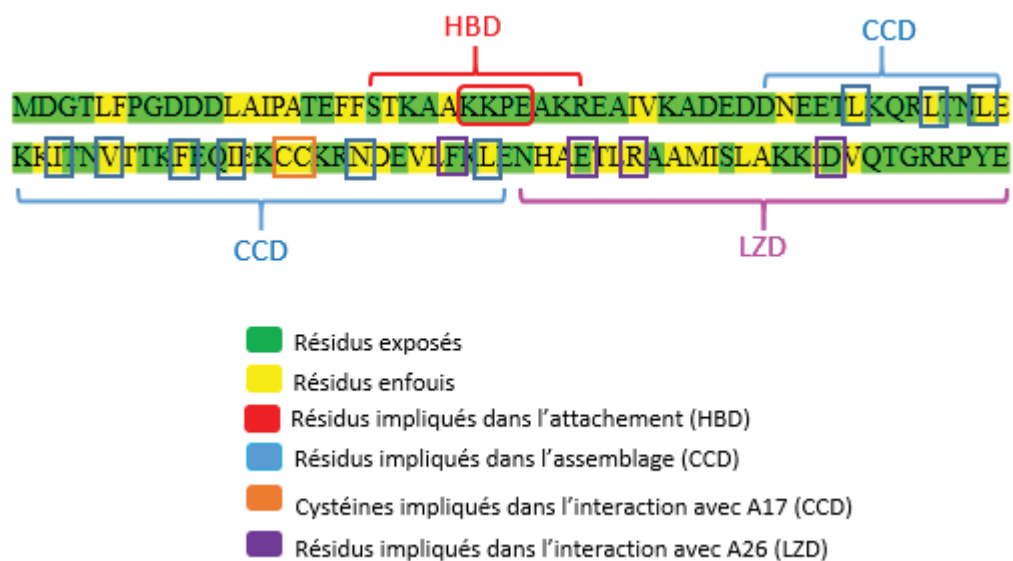 HBD
CCD
MDGTLFPGDDDLAIPATEFFSTKAAKKPEAKREAIVKADEDDNEETLKQRLTNLE
KKITNVTTKFEQIEKCCKRNDEVLFRLENHAETLRAAMISLAKKIDVQTGRRPYE
CCD
LZD
Résidus exposés
Résidus enfouis
Résidus impliqués dans l'attachement (HBD)
Résidus impliqués dans l'assemblage (CCD)
Cystéines impliqués dans l'interaction avec A17 (CCD)
Résidus impliqués dans l'interaction avec A26 (LZD)